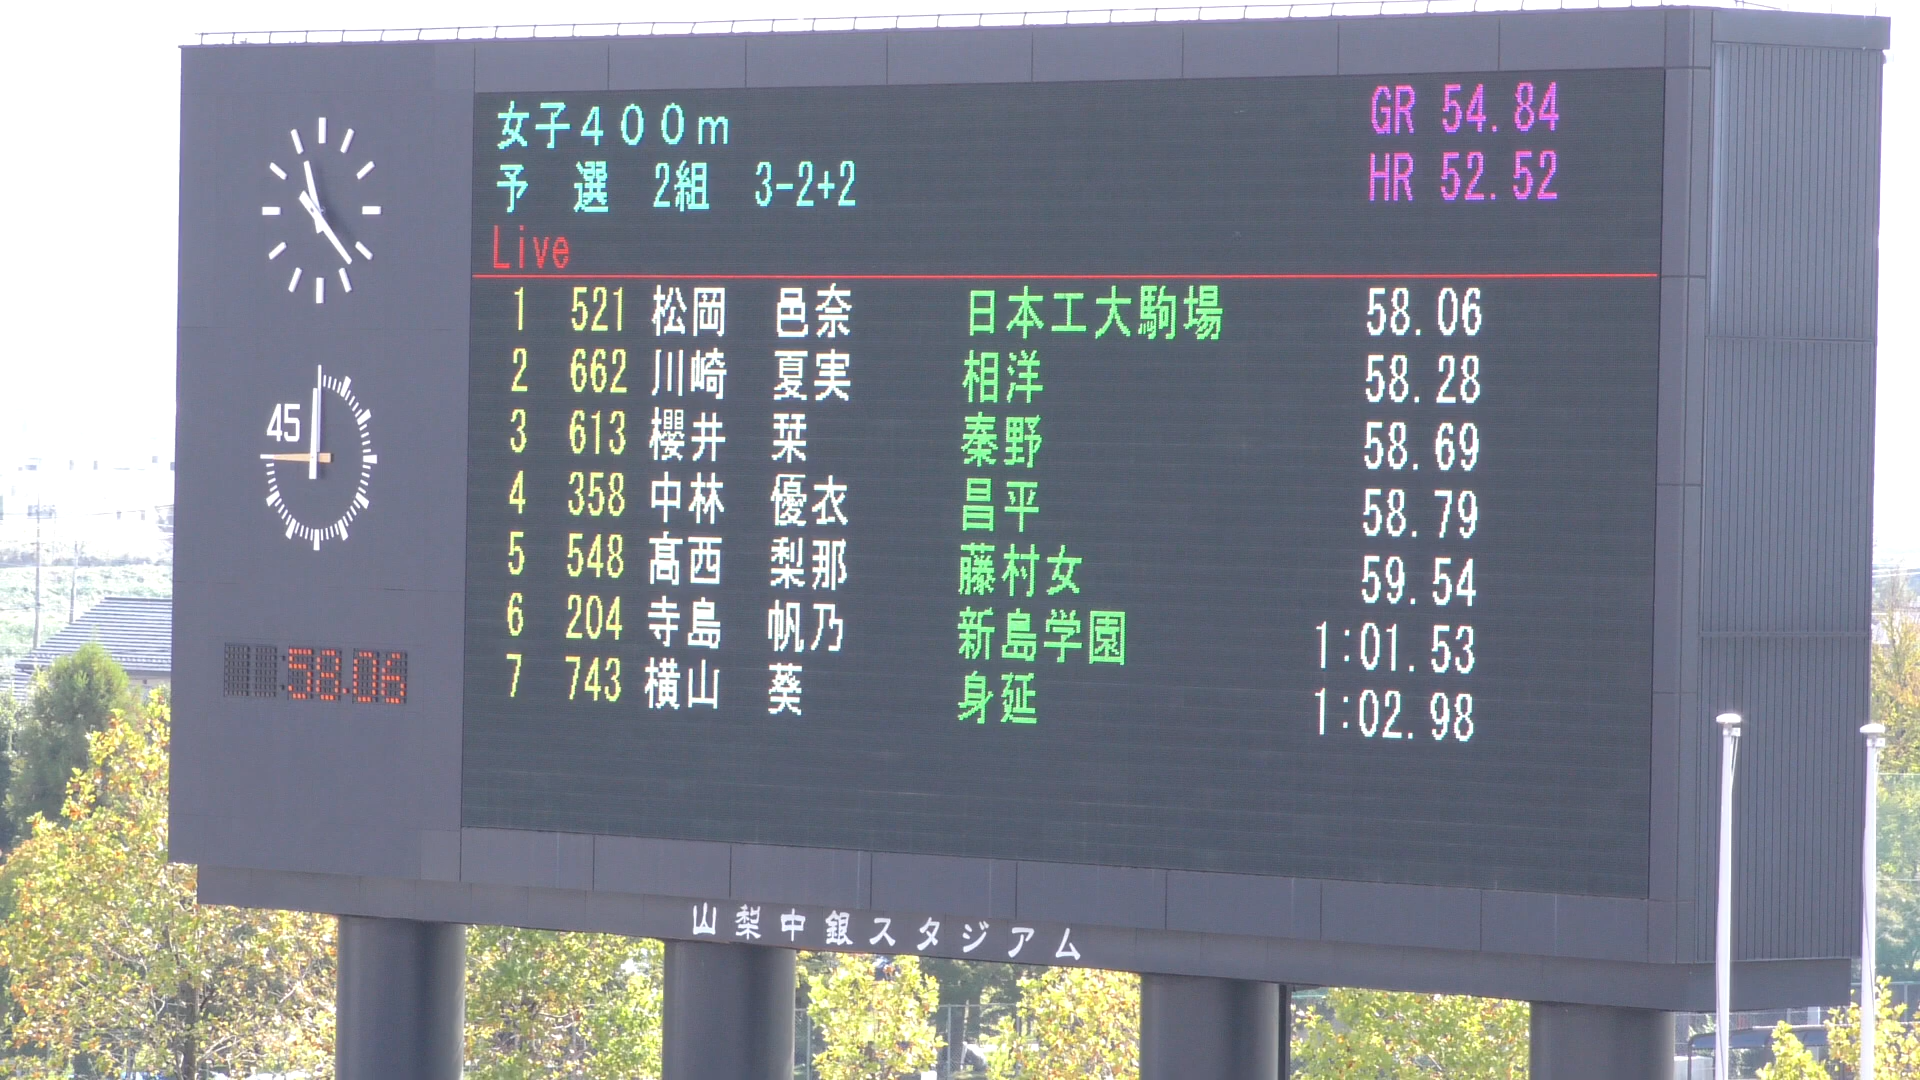 女子400m
GR 54.84
予 選 2組 3-2+2
HR 52.52
Live
1 521 松岡 邑奈 日本工大駒場 58.06
2 662 川崎 夏実 相洋 58.28
3 613 櫻井 栞 秦野 58.69
4 358 中林 優衣 昌平 58.79
5 548 髙西 梨那 藤村女 59.54
6 204 寺島 帆乃 新島学園 1:01.53
7 743 横山 葵 身延 1:02.98
45
58.06
山梨中銀スタジアム